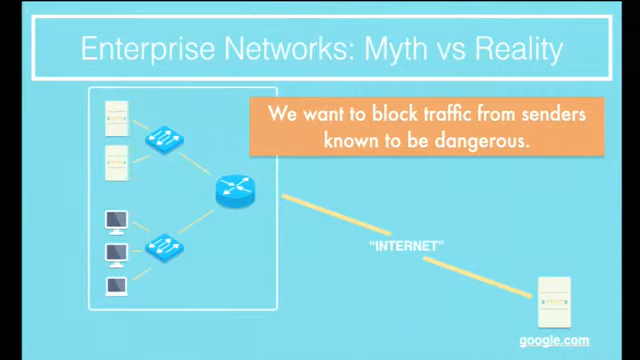 Enterprise Networks: Myth vs Reality
We want to block traffic from senders
known to be dangerous.
"INTERNET"
google.com